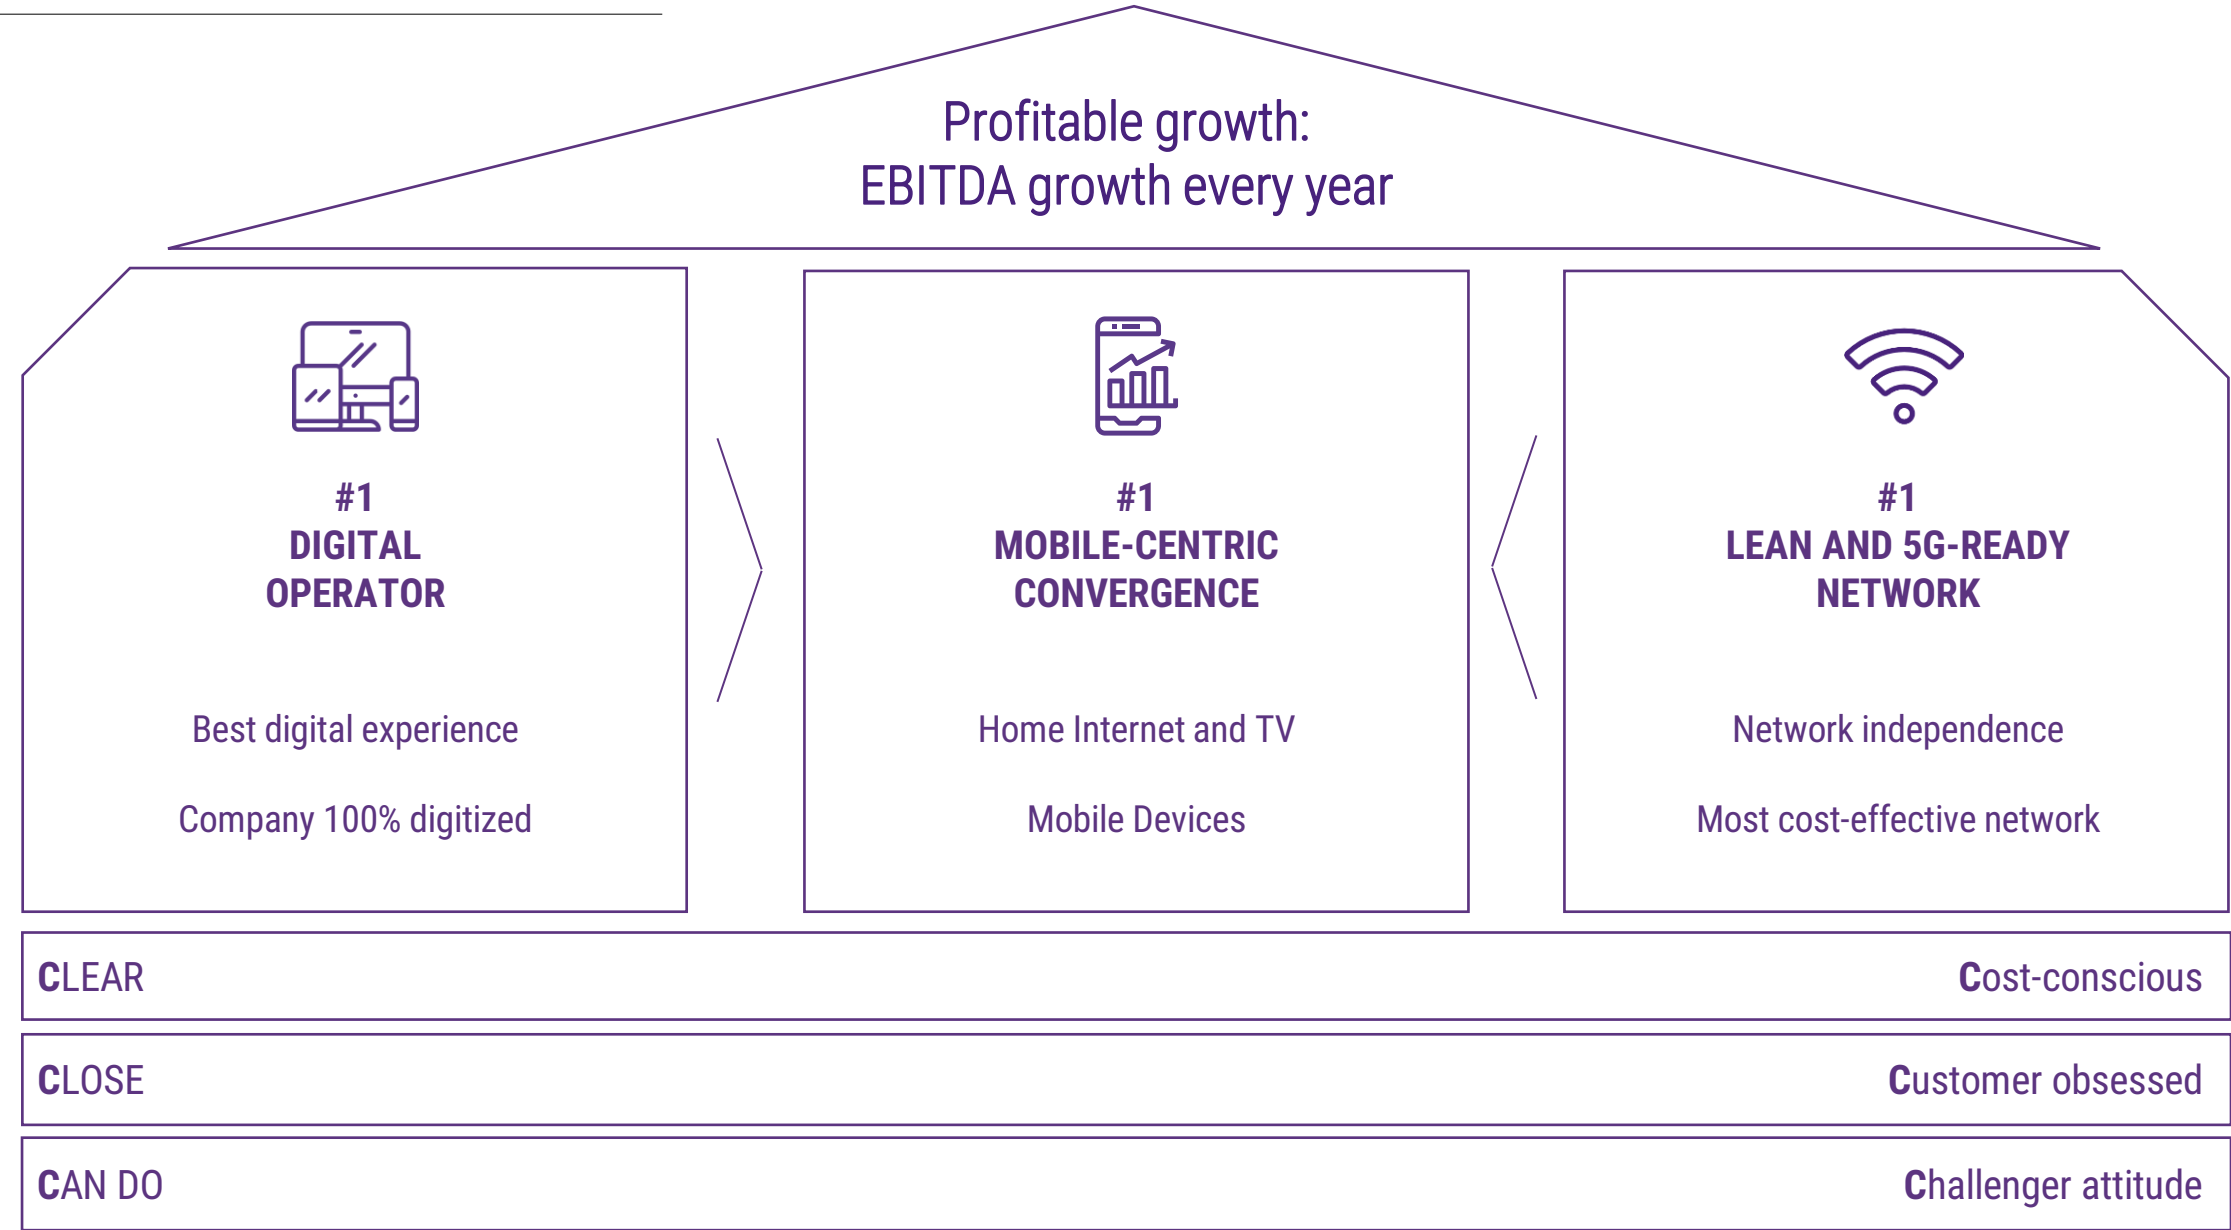 Profitable growth:
EBITDA growth every year
#1
DIGITAL
OPERATOR
Best digital experience
Company 100% digitized
#1
MOBILE-CENTRIC
CONVERGENCE
Home Internet and TV
Mobile Devices
#1
LEAN AND 5G-READY
NETWORK
Network independence
Most cost-effective network
CLEAR
Cost-conscious
CLOSE
Customer obsessed
CAN DO
Challenger attitude